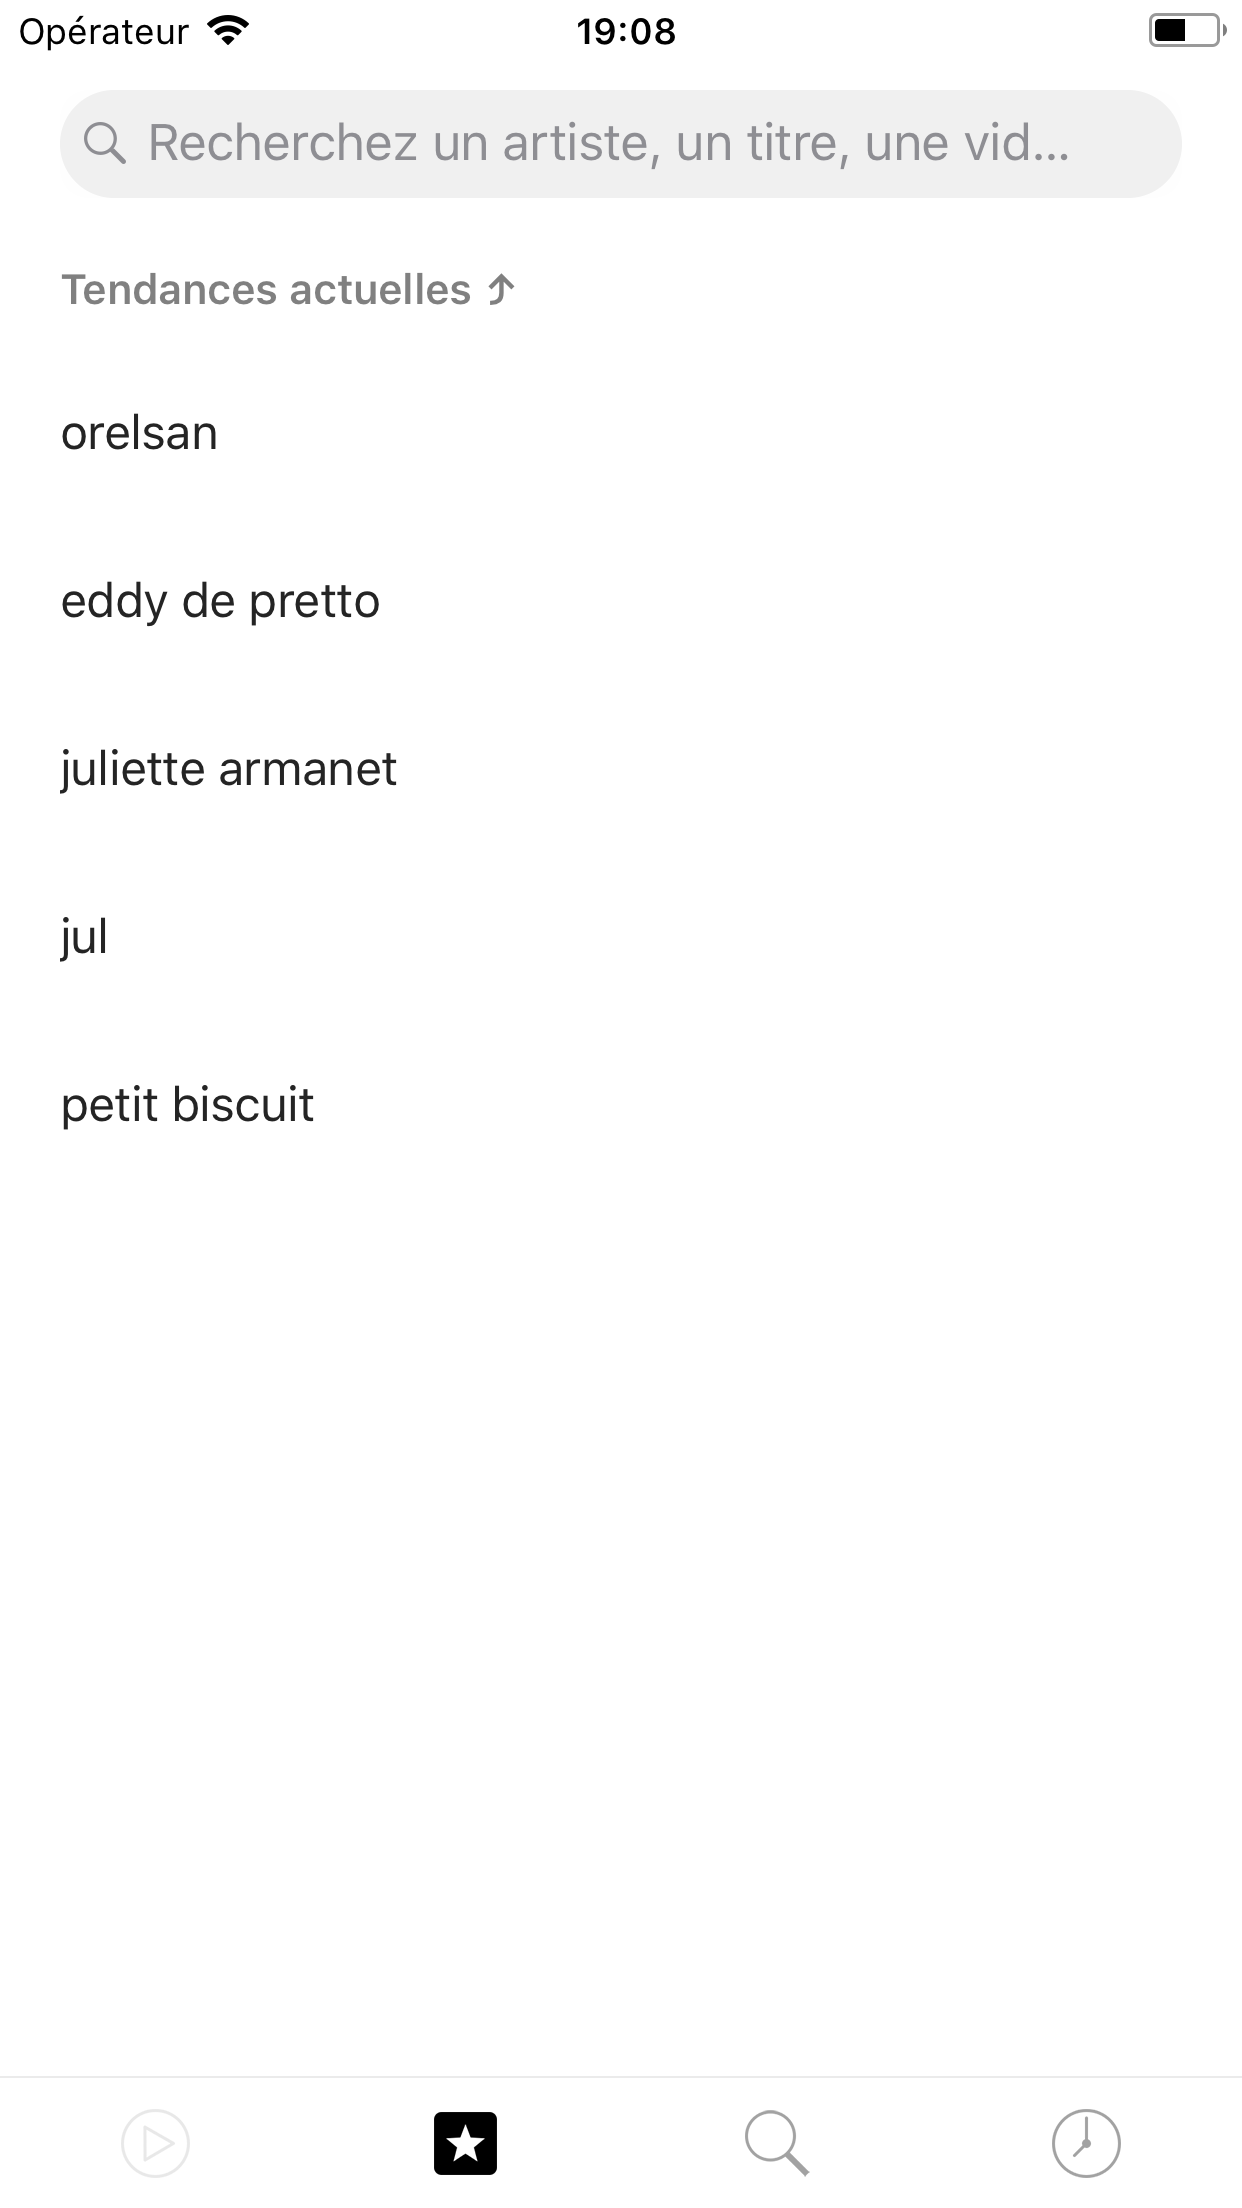 Opérateur 19:08
Recherchez un artiste, un titre, une vid...
Tendances actuelles ⤴
orelsan
eddy de pretto
juliette armanet
jul
petit biscuit